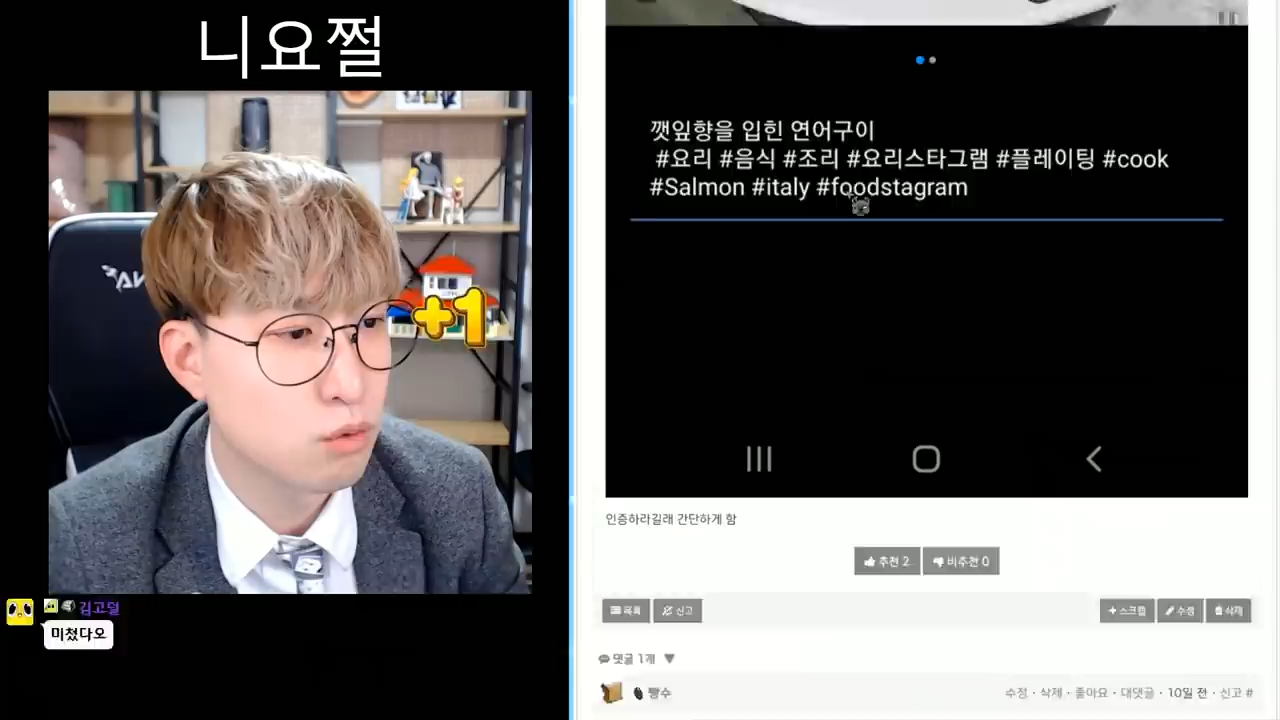 니요쩔
+1
김고덜
미쳤다오
깻잎향을 입힌 연어구이
#요리 #음식 #조리 #요리스타그램 #플레이팅 #cook
#Salmon #italy #foodstagram
인증하라길래 간단하게 함
추천 2 비추천 0
목록 신고
스크랩 수정 삭제
댓글 1개 ▼
빵수
수정 · 삭제 · 좋아요 · 대댓글 · 10일 전 · 신고 #